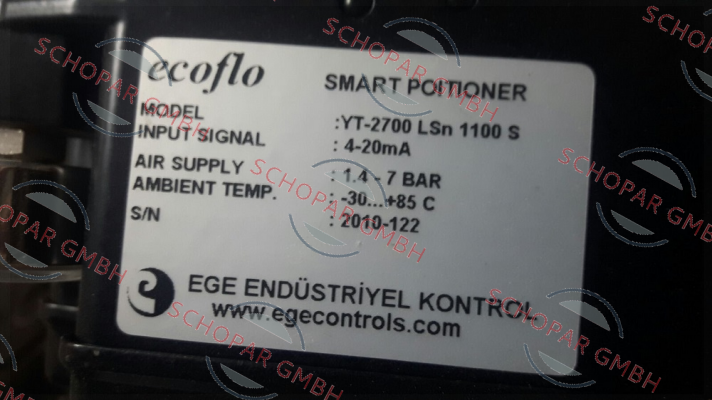 ecoflo
SMART POITIONER
MODEL :YT-2700 LSn 1100 S
INPUT SIGNAL : 4-20mA
AIR SUPPLY : 1.4 - 7 BAR
AMBIENT TEMP. : -30...+85 C
S/N : 2010-122
EGE ENDÜSTRİYEL KONTROL
www.egecontrols.com
SCHOPAR GMBH
SCHOPAR GMBH
SCHOPAR GMBH
SCHOPAR GMBH
SCHOPAR GMBH
SCHOPAR GMBH
SCHOPAR GMBH
SCHOPAR GMBH